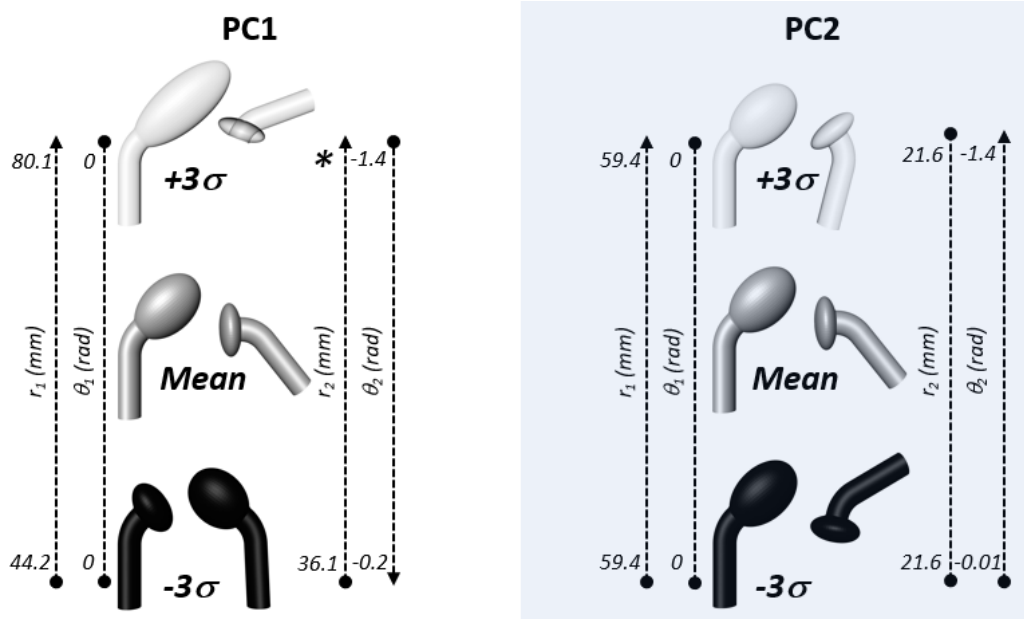 PC1
80.1 0 +3σ * -1.4
r₁ (mm) θ₁ (rad) Mean r₂ (mm) θ₂ (rad)
44.2 0 -3σ 36.1 -0.2
PC2
59.4 0 +3σ 21.6 -1.4
r₁ (mm) θ₁ (rad) Mean r₂ (mm) θ₂ (rad)
59.4 0 -3σ 21.6 -0.01